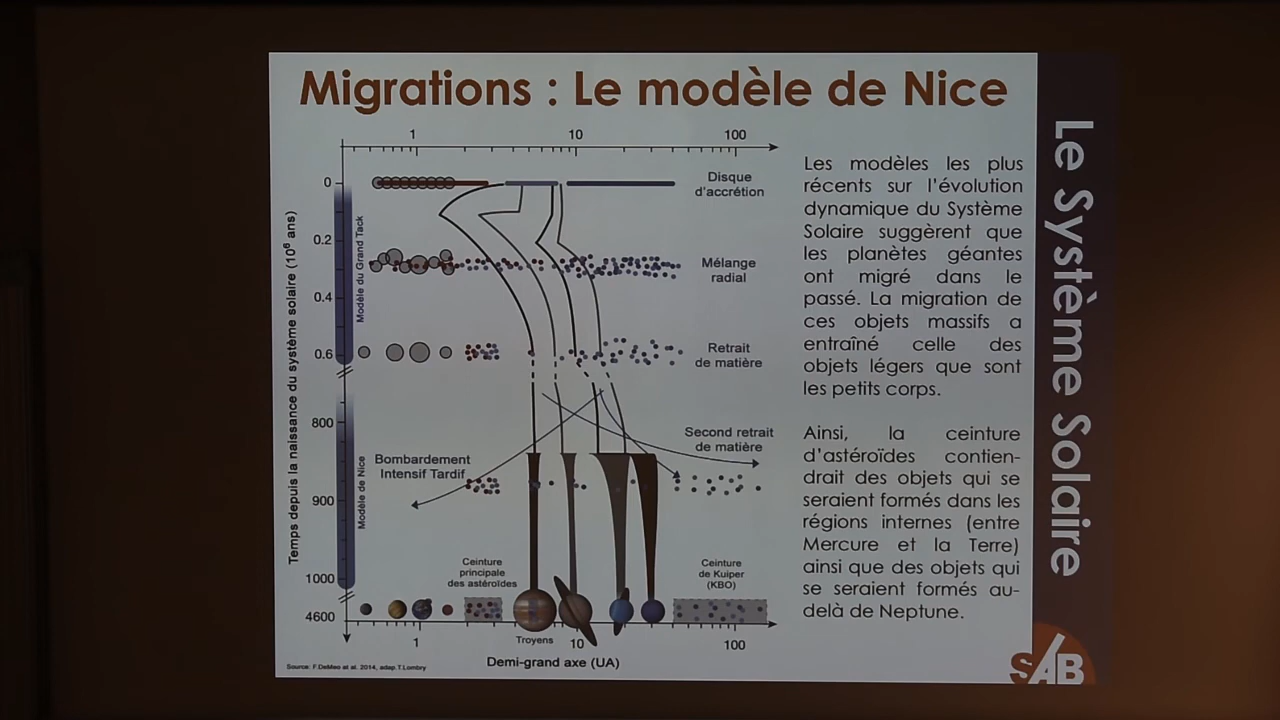 Migrations : Le modèle de Nice
Le Système Solaire
1 10 100
0
0.2
0.4
0.6
800
900
1000
4600
Temps depuis la naissance du système solaire (10⁶ ans)
Modèle du Grand Tack
Modèle de Nice
Disque
d'accrétion
Mélange
radial
Retrait
de matière
Second retrait
de matière
Bombardement
Intensif Tardif
Ceinture
principale
des astéroïdes
Ceinture
de Kuiper
(KBO)
Troyens
1 10 100
Demi-grand axe (UA)
Source: F.DeMeo et al. 2014, adap.T.Lombry
Les modèles les plus
récents sur l'évolution
dynamique du Système
Solaire suggèrent que
les planètes géantes
ont migré dans le
passé. La migration de
ces objets massifs a
entraîné celle des
objets légers que sont
les petits corps.
Ainsi, la ceinture
d'astéroïdes contien-
drait des objets qui se
seraient formés dans les
régions internes (entre
Mercure et la Terre)
ainsi que des objets qui
se seraient formés au-
delà de Neptune.
SAB